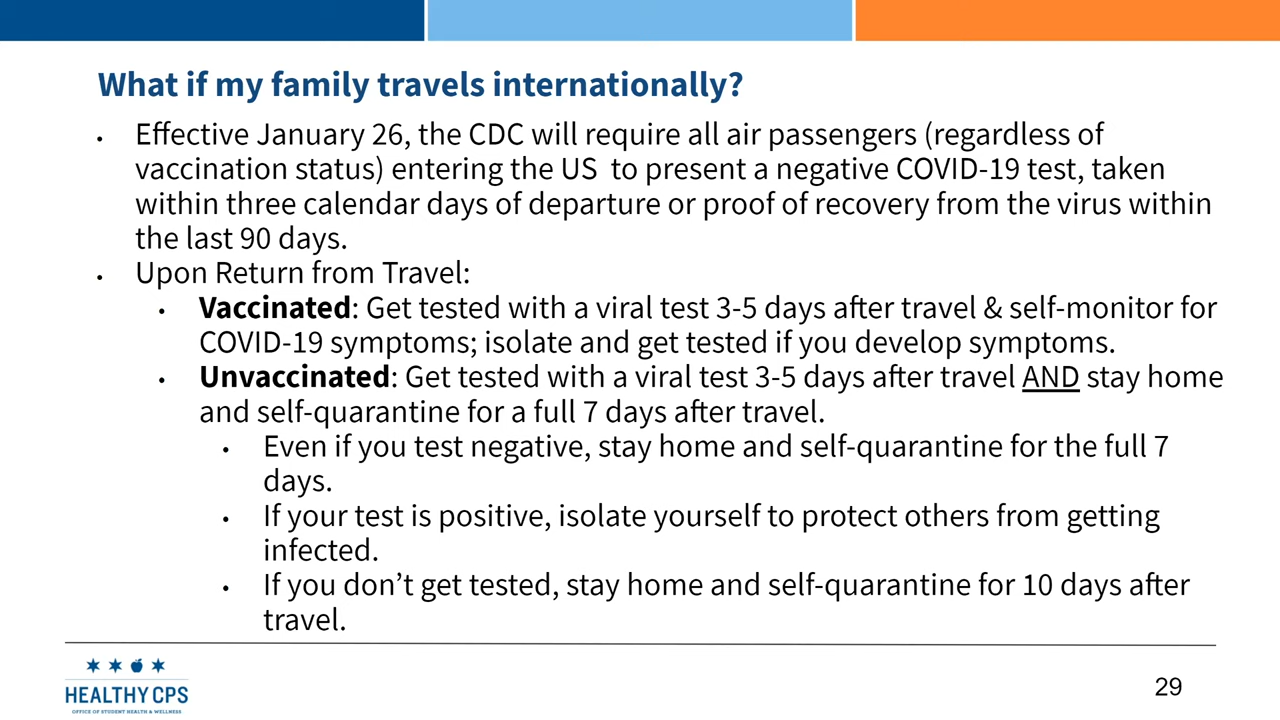 What if my family travels internationally?
• Effective January 26, the CDC will require all air passengers (regardless of
vaccination status) entering the US to present a negative COVID-19 test, taken
within three calendar days of departure or proof of recovery from the virus within
the last 90 days.
• Upon Return from Travel:
• Vaccinated: Get tested with a viral test 3-5 days after travel & self-monitor for
COVID-19 symptoms; isolate and get tested if you develop symptoms.
• Unvaccinated: Get tested with a viral test 3-5 days after travel AND stay home
and self-quarantine for a full 7 days after travel.
• Even if you test negative, stay home and self-quarantine for the full 7
days.
• If your test is positive, isolate yourself to protect others from getting
infected.
• If you don’t get tested, stay home and self-quarantine for 10 days after
travel.
HEALTHY CPS
OFFICE OF STUDENT HEALTH & WELLNESS
29